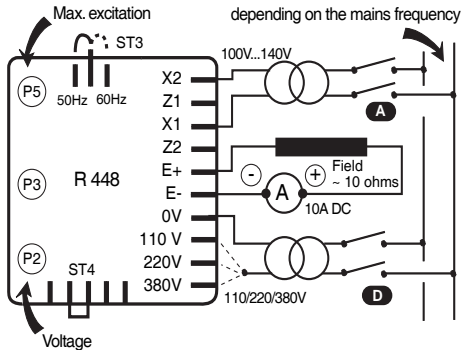 Max. excitation
depending on the mains frequency
ST3
100V...140V
P5
50Hz 60Hz
X2
Z1
X1
Z2
E+
E-
0V
110 V
220V
380V
A
P3
R 448
- A +
Field
~ 10 ohms
10A DC
P2
ST4
110/220/380V
D
Voltage